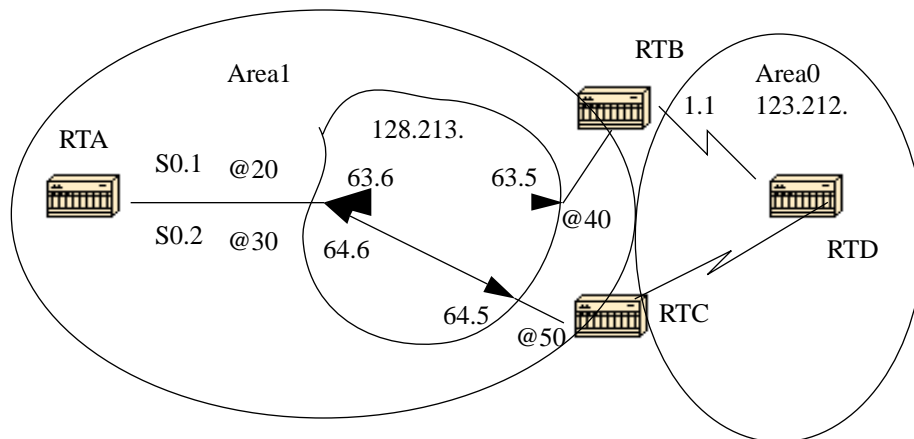 RTB
Area1
Area0
123.212.
1.1
128.213.
RTA
S0.1 @20
63.6
63.5
@40
S0.2 @30
64.6
RTD
64.5
@50
RTC